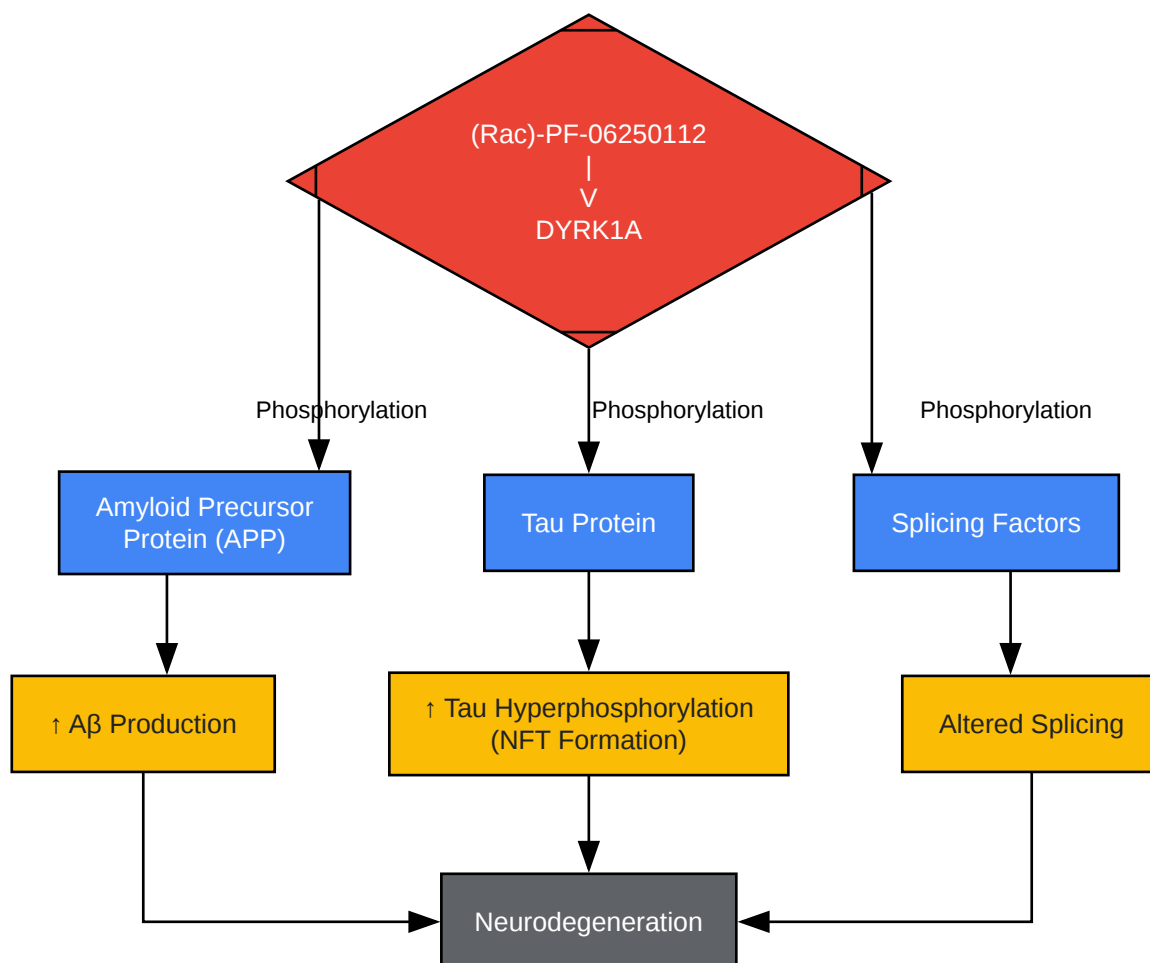 (Rac)-PF-06250112
|
V
DYRK1A
Phosphorylation
Phosphorylation
Phosphorylation
Amyloid Precursor
Protein (APP)
Tau Protein
Splicing Factors
↑ Aβ Production
↑ Tau Hyperphosphorylation
(NFT Formation)
Altered Splicing
Neurodegeneration